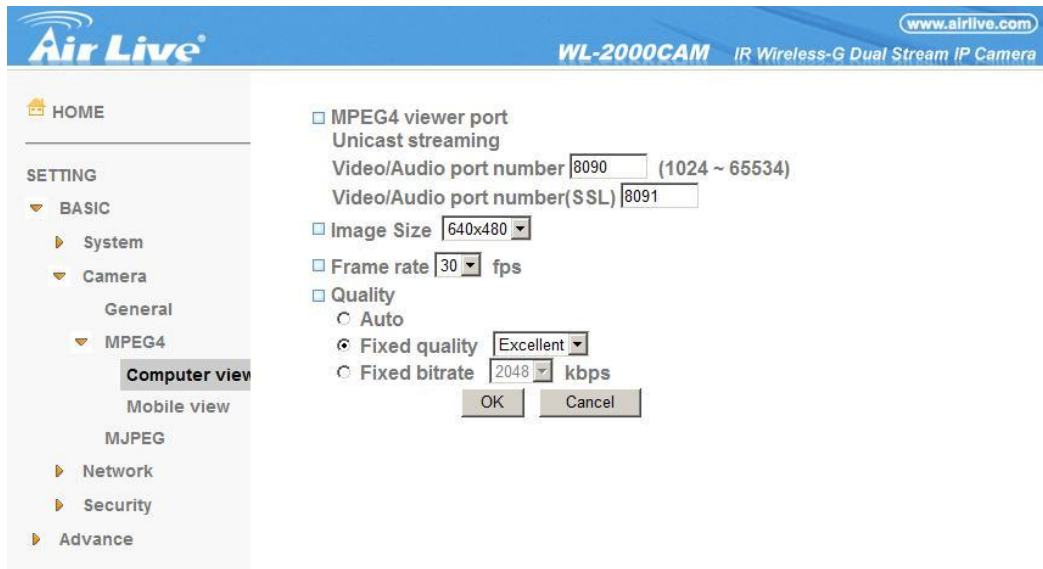 www.airlive.com
Air Live®
WL-2000CAM IR Wireless-G Dual Stream IP Camera
HOME
SETTING
BASIC
System
Camera
General
MPEG4
Computer view
Mobile view
MJPEG
Network
Security
Advance
MPEG4 viewer port
Unicast streaming
Video/Audio port number 8090 (1024 ~ 65534)
Video/Audio port number(SSL) 8091
Image Size 640x480
Frame rate 30 fps
Quality
Auto
Fixed quality Excellent
Fixed bitrate 2048 kbps
OK Cancel